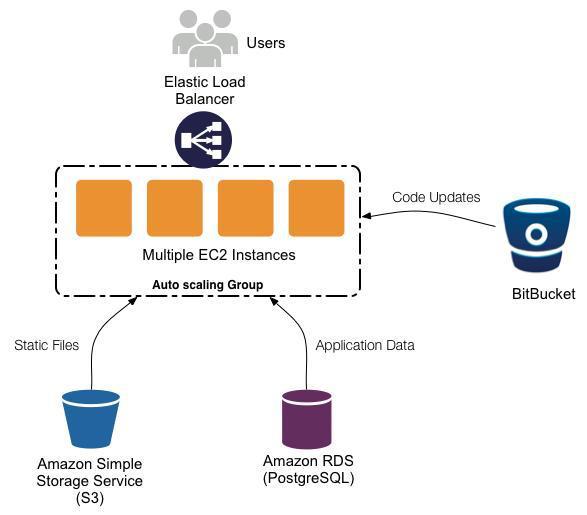 Users
Elastic Load
Balancer
Code Updates
Multiple EC2 Instances
Auto scaling Group
BitBucket
Static Files
Application Data
Amazon Simple
Storage Service
(S3)
Amazon RDS
(PostgreSQL)